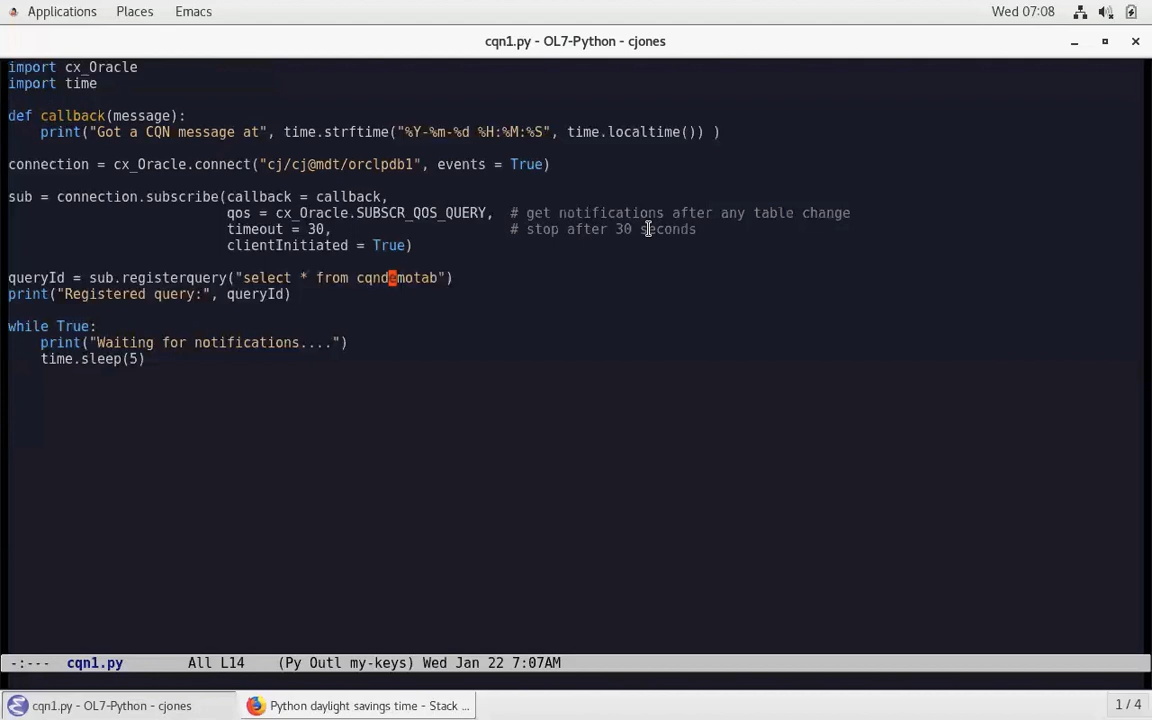 Applications Places Emacs Wed 07:08
cqn1.py - OL7-Python - cjones
import cx_Oracle
import time
def callback(message):
    print("Got a CQN message at", time.strftime("%Y-%m-%d %H:%M:%S", time.localtime()) )
connection = cx_Oracle.connect("cj/cj@mdt/orclpdb1", events = True)
sub = connection.subscribe(callback = callback,
                           qos = cx_Oracle.SUBSCR_QOS_QUERY,  # get notifications after any table change
                           timeout = 30,                      # stop after 30 seconds
                           clientInitiated = True)
queryId = sub.registerquery("select * from cqndemotab")
print("Registered query:", queryId)
while True:
    print("Waiting for notifications....")
    time.sleep(5)
-:--- cqn1.py All L14 (Py Outl my-keys) Wed Jan 22 7:07AM
cqn1.py - OL7-Python - cjones Python daylight savings time - Stack ... 1 / 4